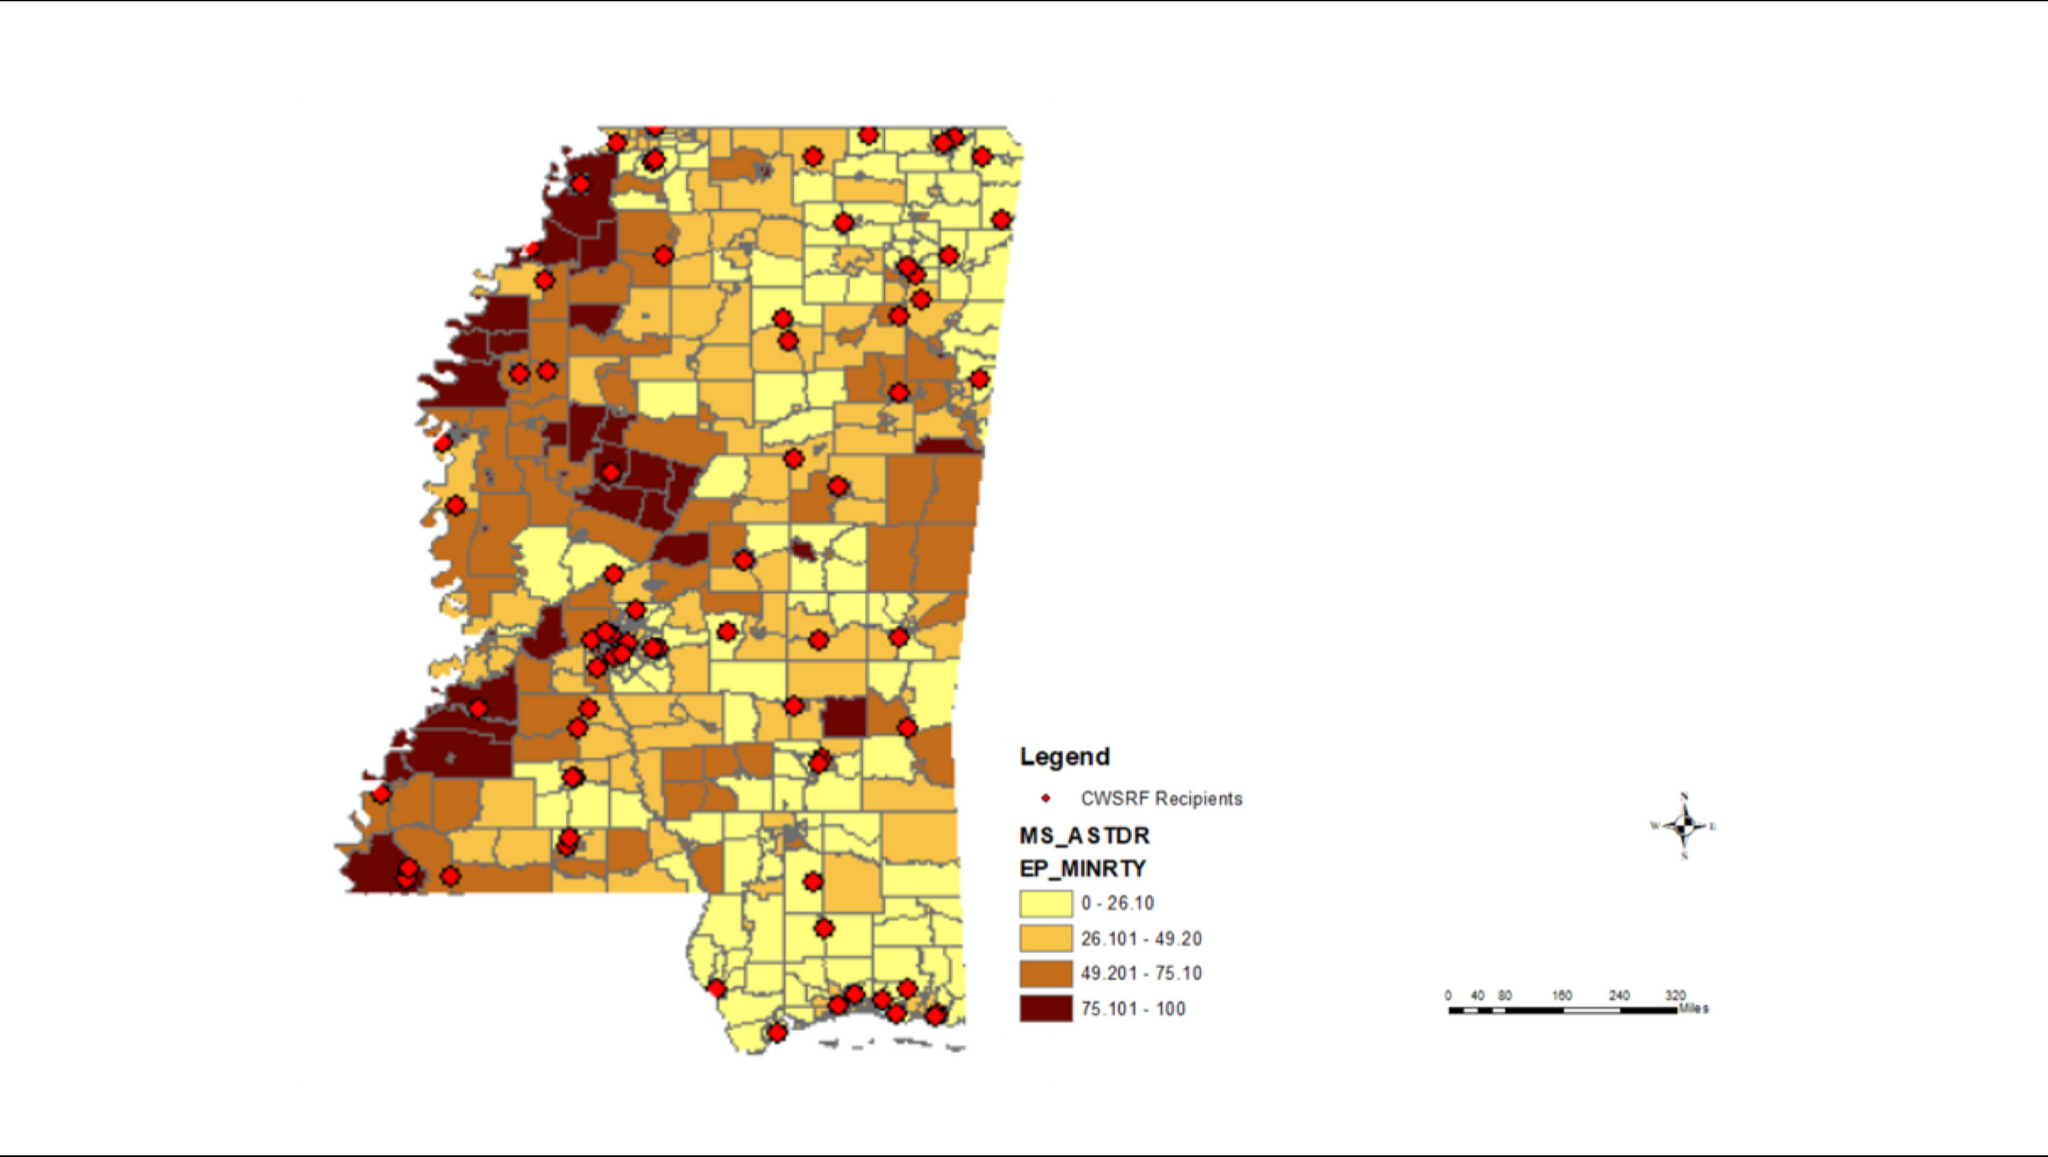 Legend
CWSRF Recipients
MS_ASTDR
EP_MINRTY
0 - 26.10
26.101 - 49.20
49.201 - 75.10
75.101 - 100
N
W E
S
0 40 80 160 240 320
Miles